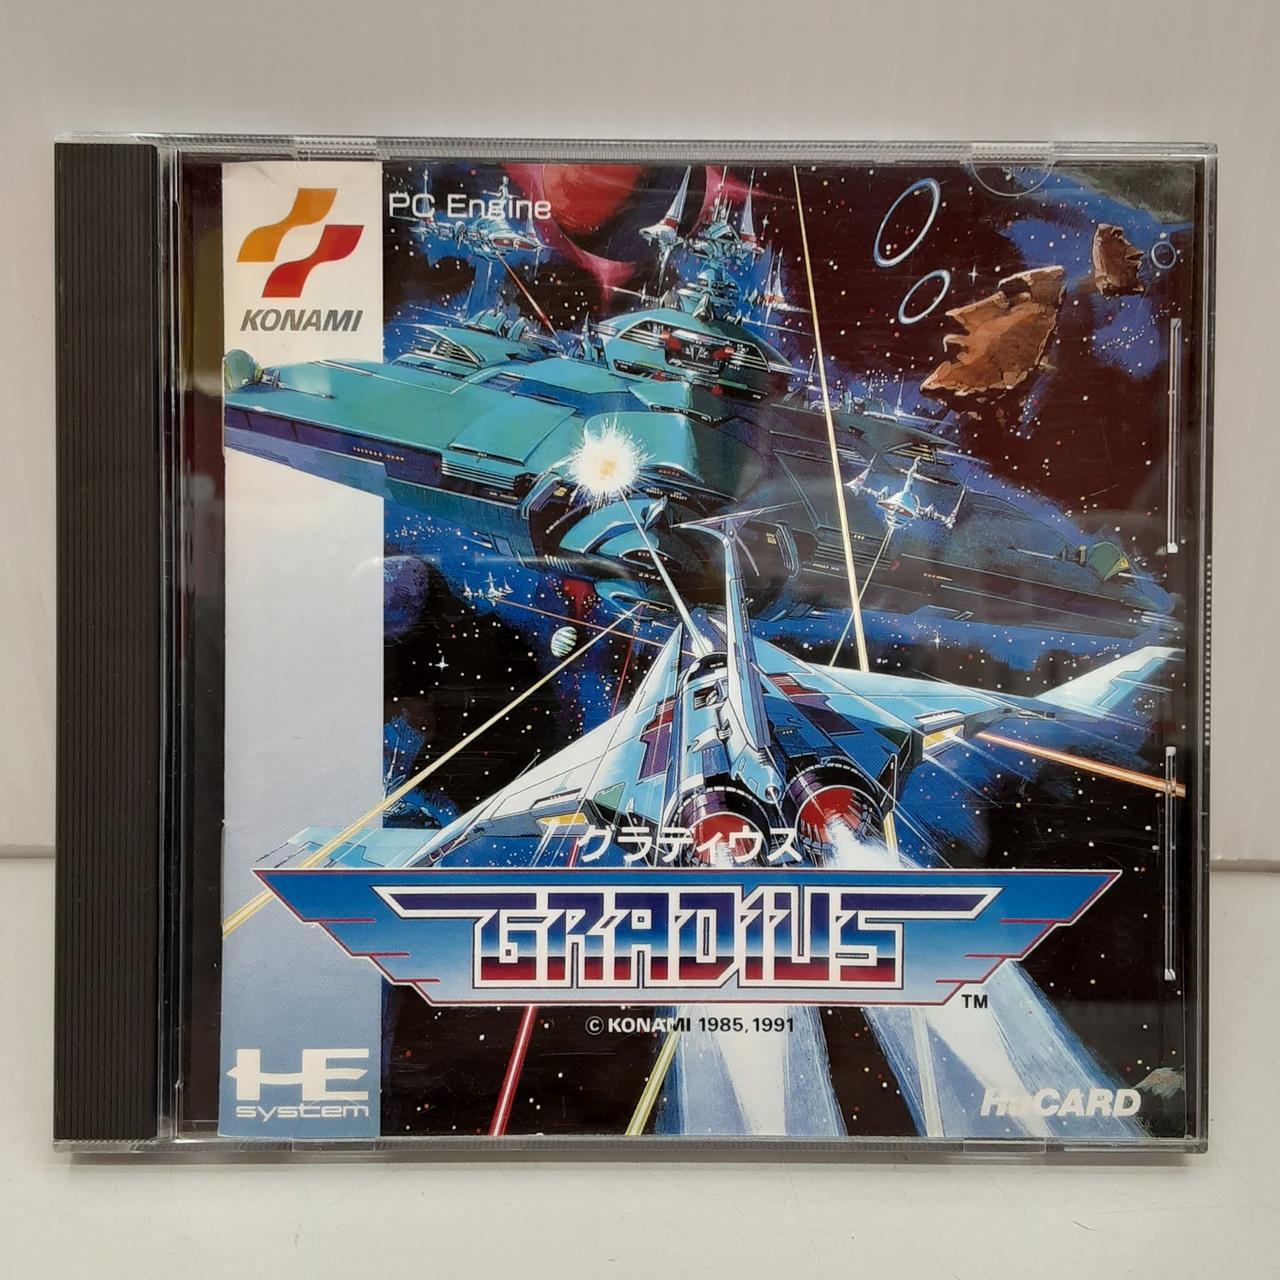 KONAMI
PC Engine
グラディウス
GRADIUS
TM
© KONAMI 1985, 1991
HE
system
HuCARD